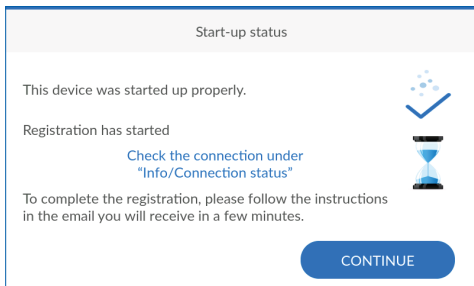 Start-up status
This device was started up properly.
Registration has started
Check the connection under
“Info/Connection status”
To complete the registration, please follow the instructions
in the email you will receive in a few minutes.
CONTINUE